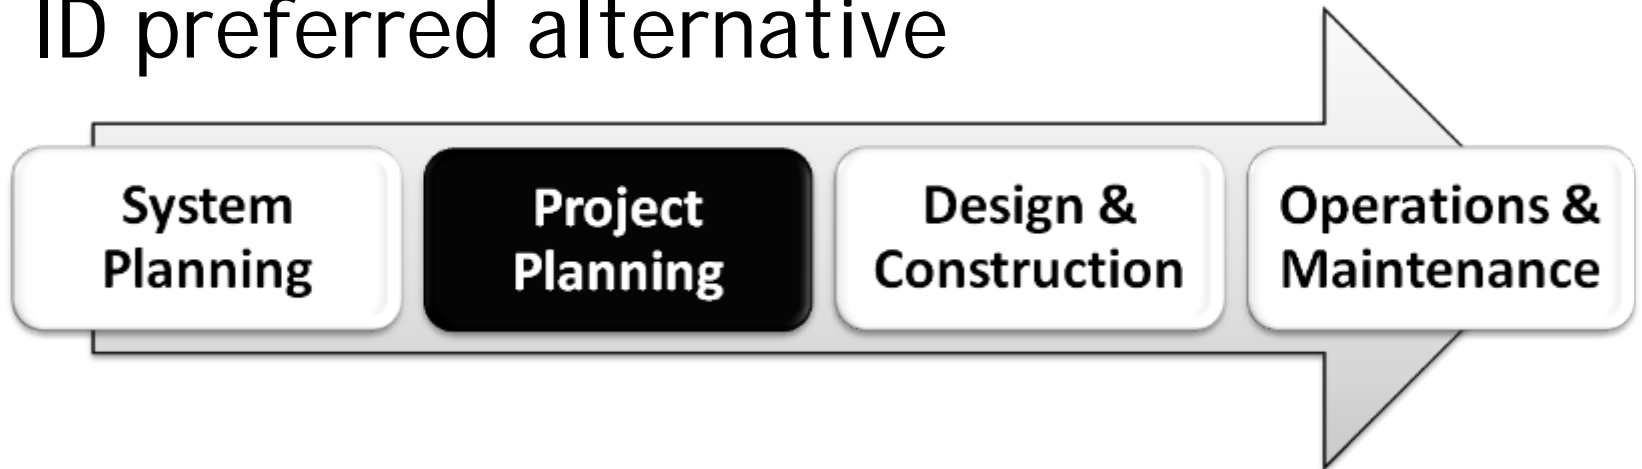 ID preferred alternative
System
Planning
Project
Planning
Design &
Construction
Operations &
Maintenance